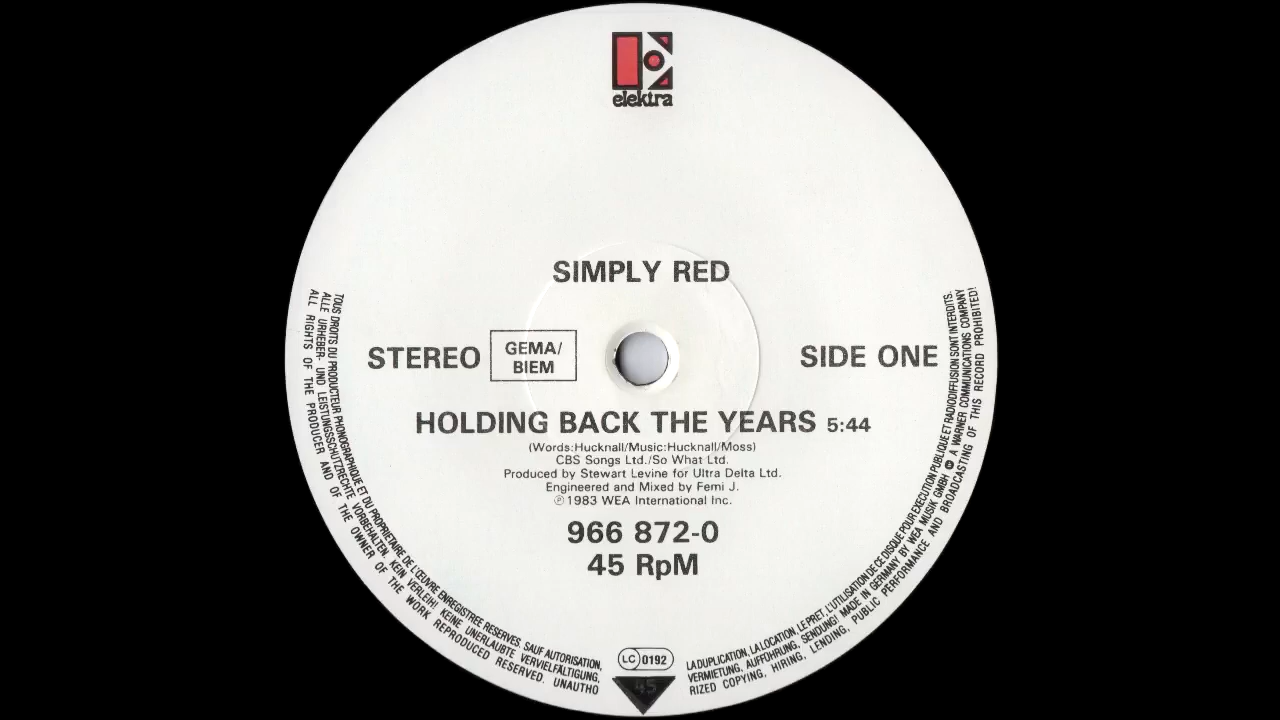 elektra
SIMPLY RED
STEREO
GEMA/
BIEM
SIDE ONE
HOLDING BACK THE YEARS 5:44
(Words:Hucknall/Music:Hucknall/Moss)
CBS Songs Ltd./So What Ltd.
Produced by Stewart Levine for Ultra Delta Ltd.
Engineered and Mixed by Femi J.
℗ 1983 WEA International Inc.
966 872-0
45 RpM
TOUS DROITS DU PRODUCTEUR PHONOGRAPHIQUE ET DU PROPRIETAIRE DE L'ŒUVRE ENREGISTREE RESERVES. SAUF AUTORISATION,
LA DUPLICATION, LA LOCATION, LE PRET, L'UTILISATION DE CE DISQUE POUR EXECUTION PUBLIQUE ET RADIODIFFUSION SONT INTERDITS.
ALLE URHEBER- UND LEISTUNGSSCHUTZRECHTE VORBEHALTEN. KEIN VERLEIH! KEINE UNERLAUBTE VERVIELFÄLTIGUNG,
VERMIETUNG, AUFFÜHRUNG, SENDUNG! MADE IN GERMANY BY WEA MUSIK GMBH A WARNER COMMUNICATIONS COMPANY
ALL RIGHTS OF THE PRODUCER AND OF THE OWNER OF THE WORK REPRODUCED RESERVED. UNAUTHO
RIZED COPYING, HIRING, LENDING, PUBLIC PERFORMANCE AND BROADCASTING OF THIS RECORD PROHIBITED!
LC 0192
45